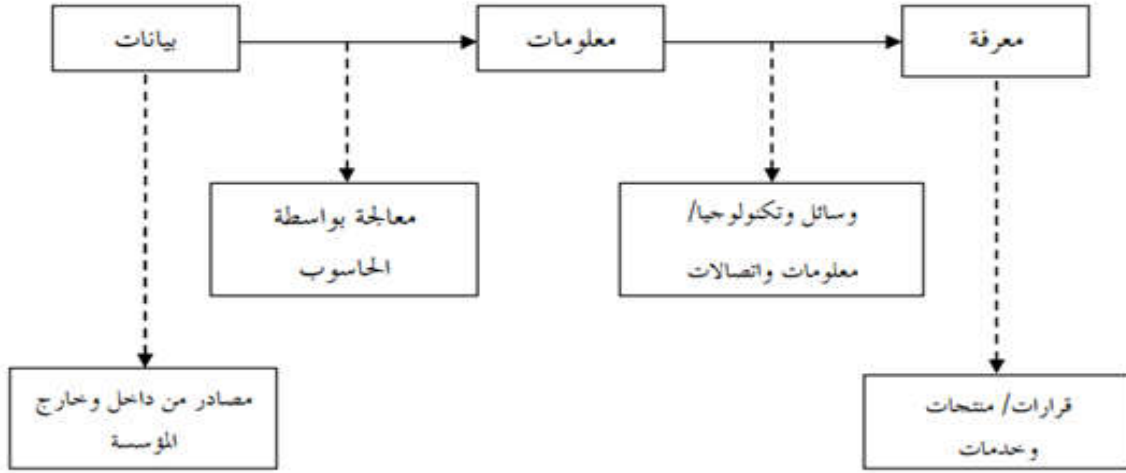 بيانات
معلومات
معرفة
معالجة بواسطة
الحاسوب
وسائل وتكنولوجيا/
معلومات واتصالات
مصادر من داخل وخارج
المؤسسة
قرارات/ منتجات
وخدمات